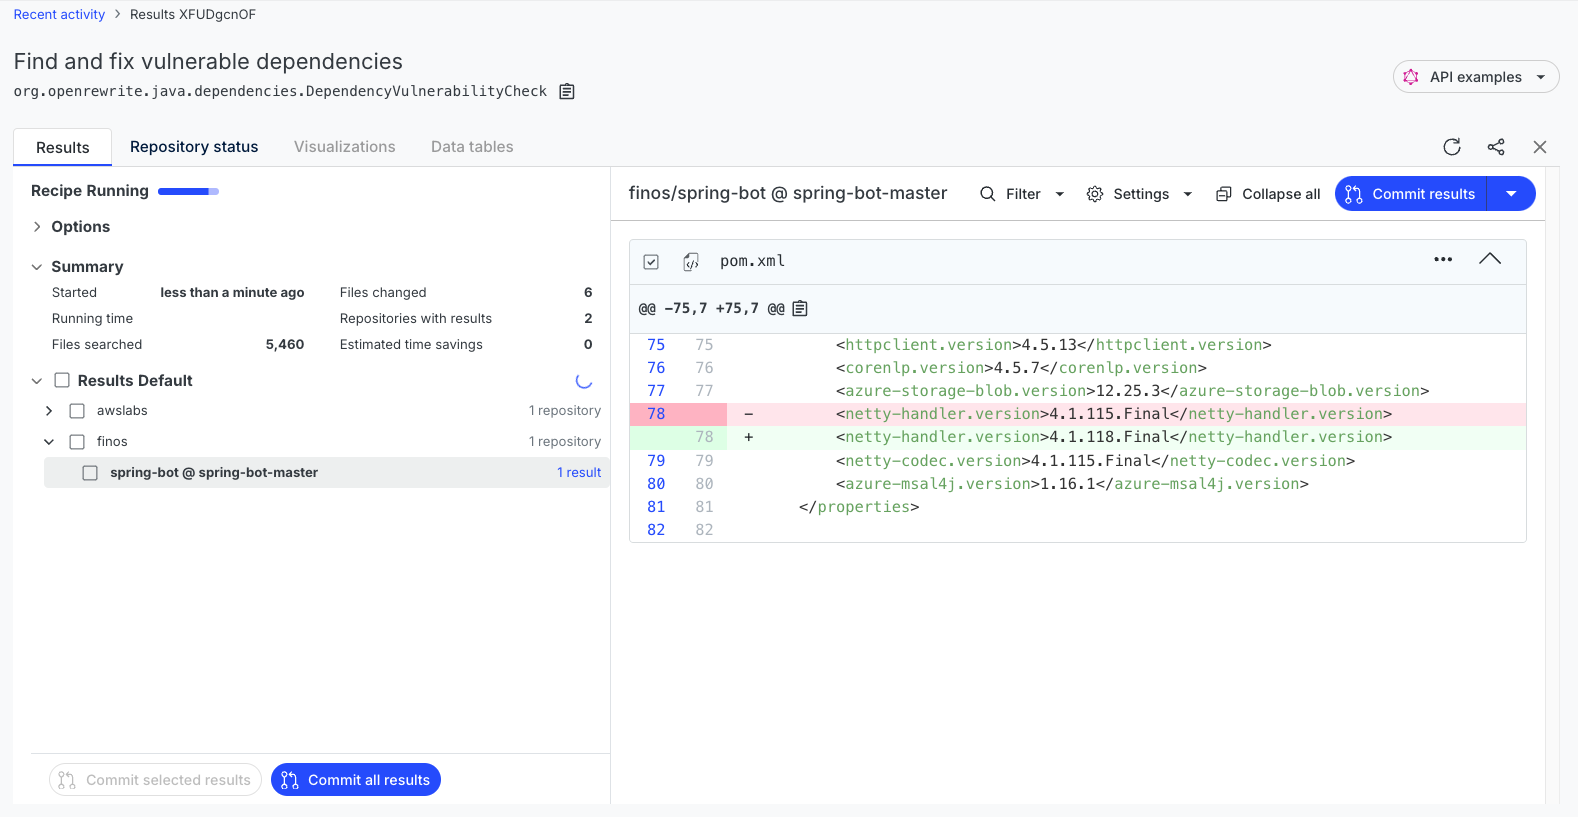 Recent activity > Results XFUDgcnOF
Find and fix vulnerable dependencies
org.openrewrite.java.dependencies.DependencyVulnerabilityCheck
API examples
Results Repository status Visualizations Data tables
Recipe Running
Options
Summary
Started less than a minute ago Files changed 6
Running time Repositories with results 2
Files searched 5,460 Estimated time savings 0
Results Default
awslabs 1 repository
finos 1 repository
spring-bot @ spring-bot-master 1 result
Commit selected results Commit all results
finos/spring-bot @ spring-bot-master Filter Settings Collapse all Commit results
pom.xml
@@ -75,7 +75,7 @@
75 75 <httpclient.version>4.5.13</httpclient.version>
76 76 <corenlp.version>4.5.7</corenlp.version>
77 77 <azure-storage-blob.version>12.25.3</azure-storage-blob.version>
78 - <netty-handler.version>4.1.115.Final</netty-handler.version>
78 + <netty-handler.version>4.1.118.Final</netty-handler.version>
79 79 <netty-codec.version>4.1.115.Final</netty-codec.version>
80 80 <azure-msal4j.version>1.16.1</azure-msal4j.version>
81 81 </properties>
82 82